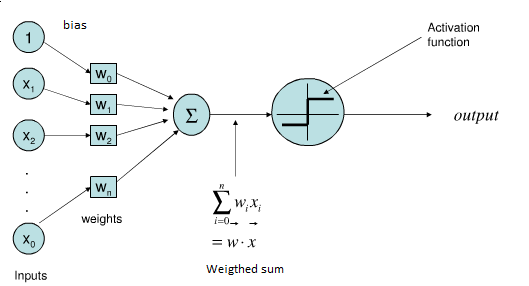 bias
Activation
function
1
w₀
x₁
w₁
x₂
w₂
Σ
output
.
.
.
wₙ
x₀
weights
Inputs
n
∑ wᵢxᵢ
i=0
= w · x
Weigthed sum